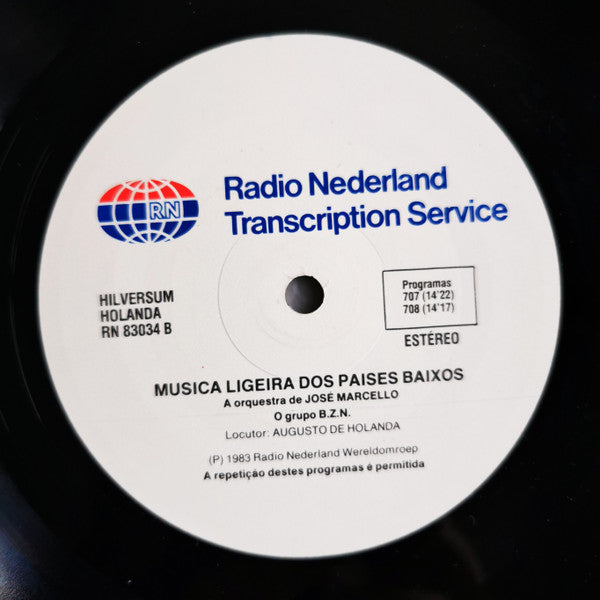 RN
Radio Nederland
Transcription Service
HILVERSUM
HOLANDA
RN 83034 B
Programas
707 (14'22)
708 (14'17)
ESTÉREO
MUSICA LIGEIRA DOS PAISES BAIXOS
A orquestra de JOSÉ MARCELLO
O grupo B.Z.N.
Locutor: AUGUSTO DE HOLANDA
(P) 1983 Radio Nederland Wereldomroep
A repetição destes programas é permitida